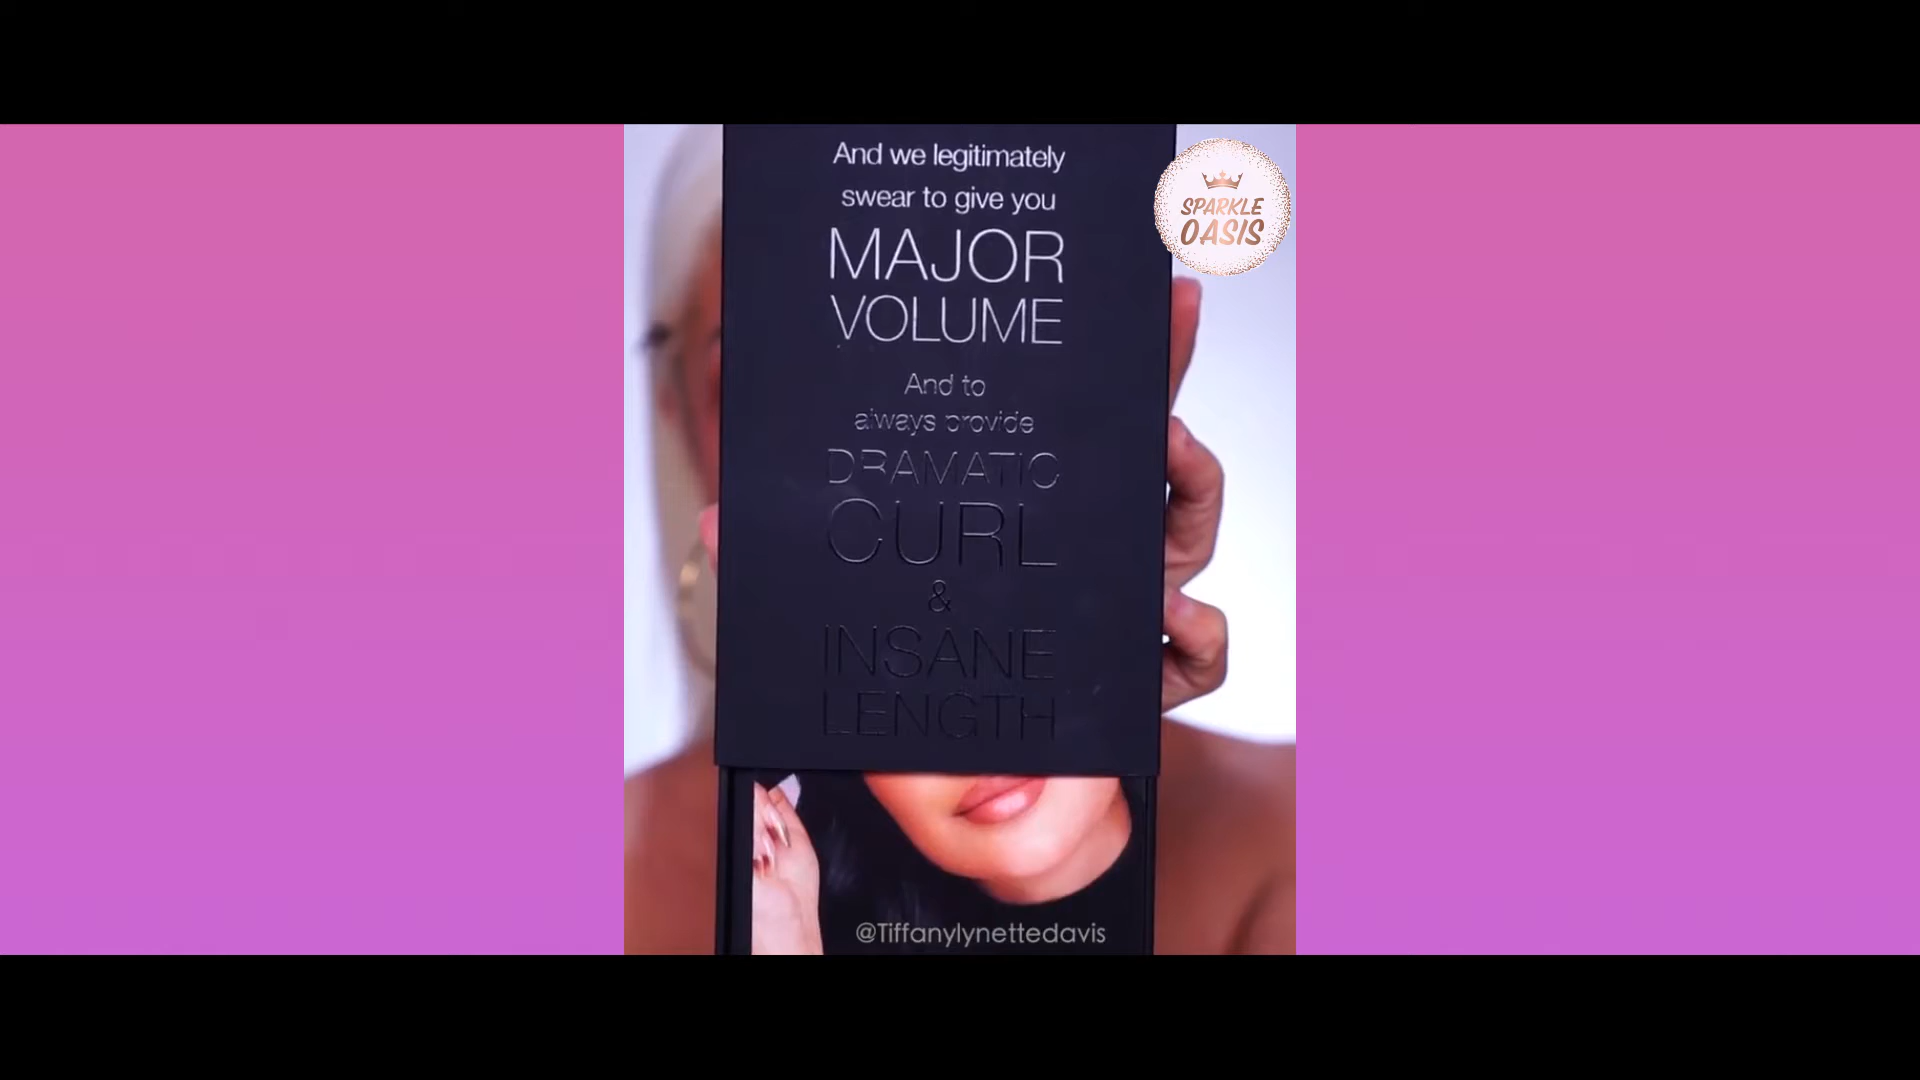 And we legitimately
swear to give you
MAJOR
VOLUME
And to
always provide
DRAMATIC
CURL
&
INSANE
LENGTH
SPARKLE
OASIS
@Tiffanylynettedavis